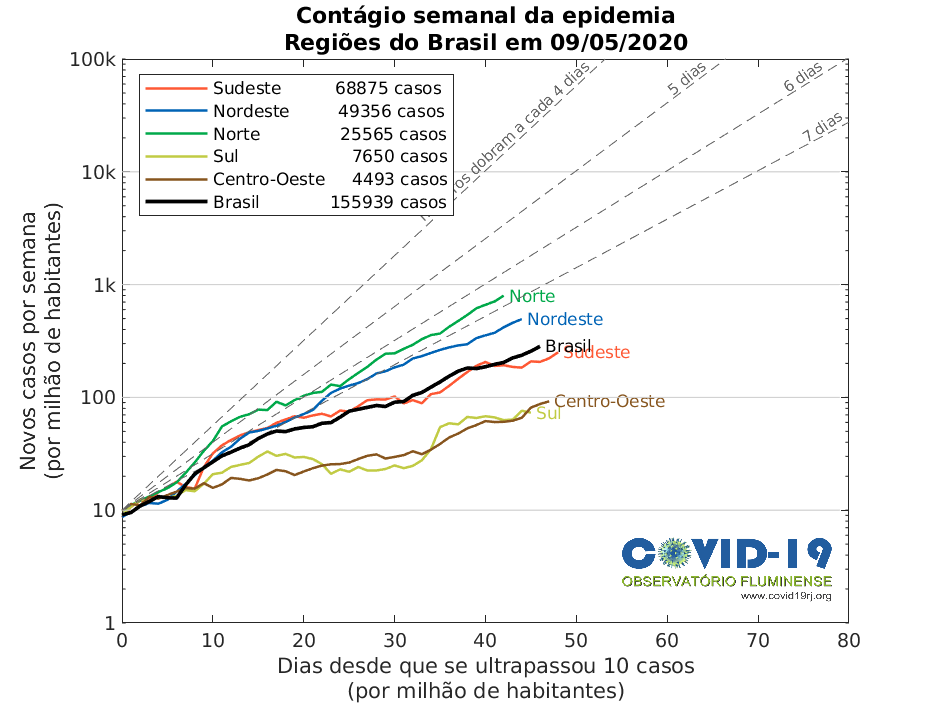 Contágio semanal da epidemia
Regiões do Brasil em 09/05/2020
100k
10k
1k
100
10
1
Novos casos por semana
(por milhão de habitantes)
Sudeste 68875 casos
Nordeste 49356 casos
Norte 25565 casos
Sul 7650 casos
Centro-Oeste 4493 casos
Brasil 155939 casos
dobram a cada 4 dias
5 dias
6 dias
7 dias
Norte
Nordeste
Brasil
Sudeste
Centro-Oeste
Sul
COVID-19
OBSERVATÓRIO FLUMINENSE
www.covid19rj.org
0 10 20 30 40 50 60 70 80
Dias desde que se ultrapassou 10 casos
(por milhão de habitantes)